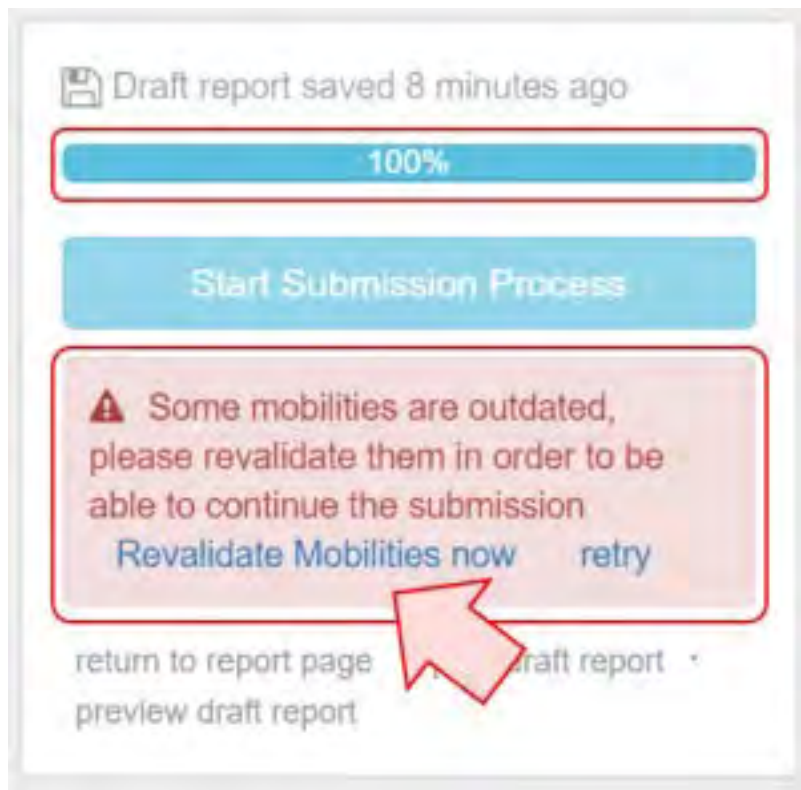 Draft report saved 8 minutes ago
100%
Start Submission Process
Some mobilities are outdated,
please revalidate them in order to be
able to continue the submission
Revalidate Mobilities now retry
return to report page draft report ·
preview draft report